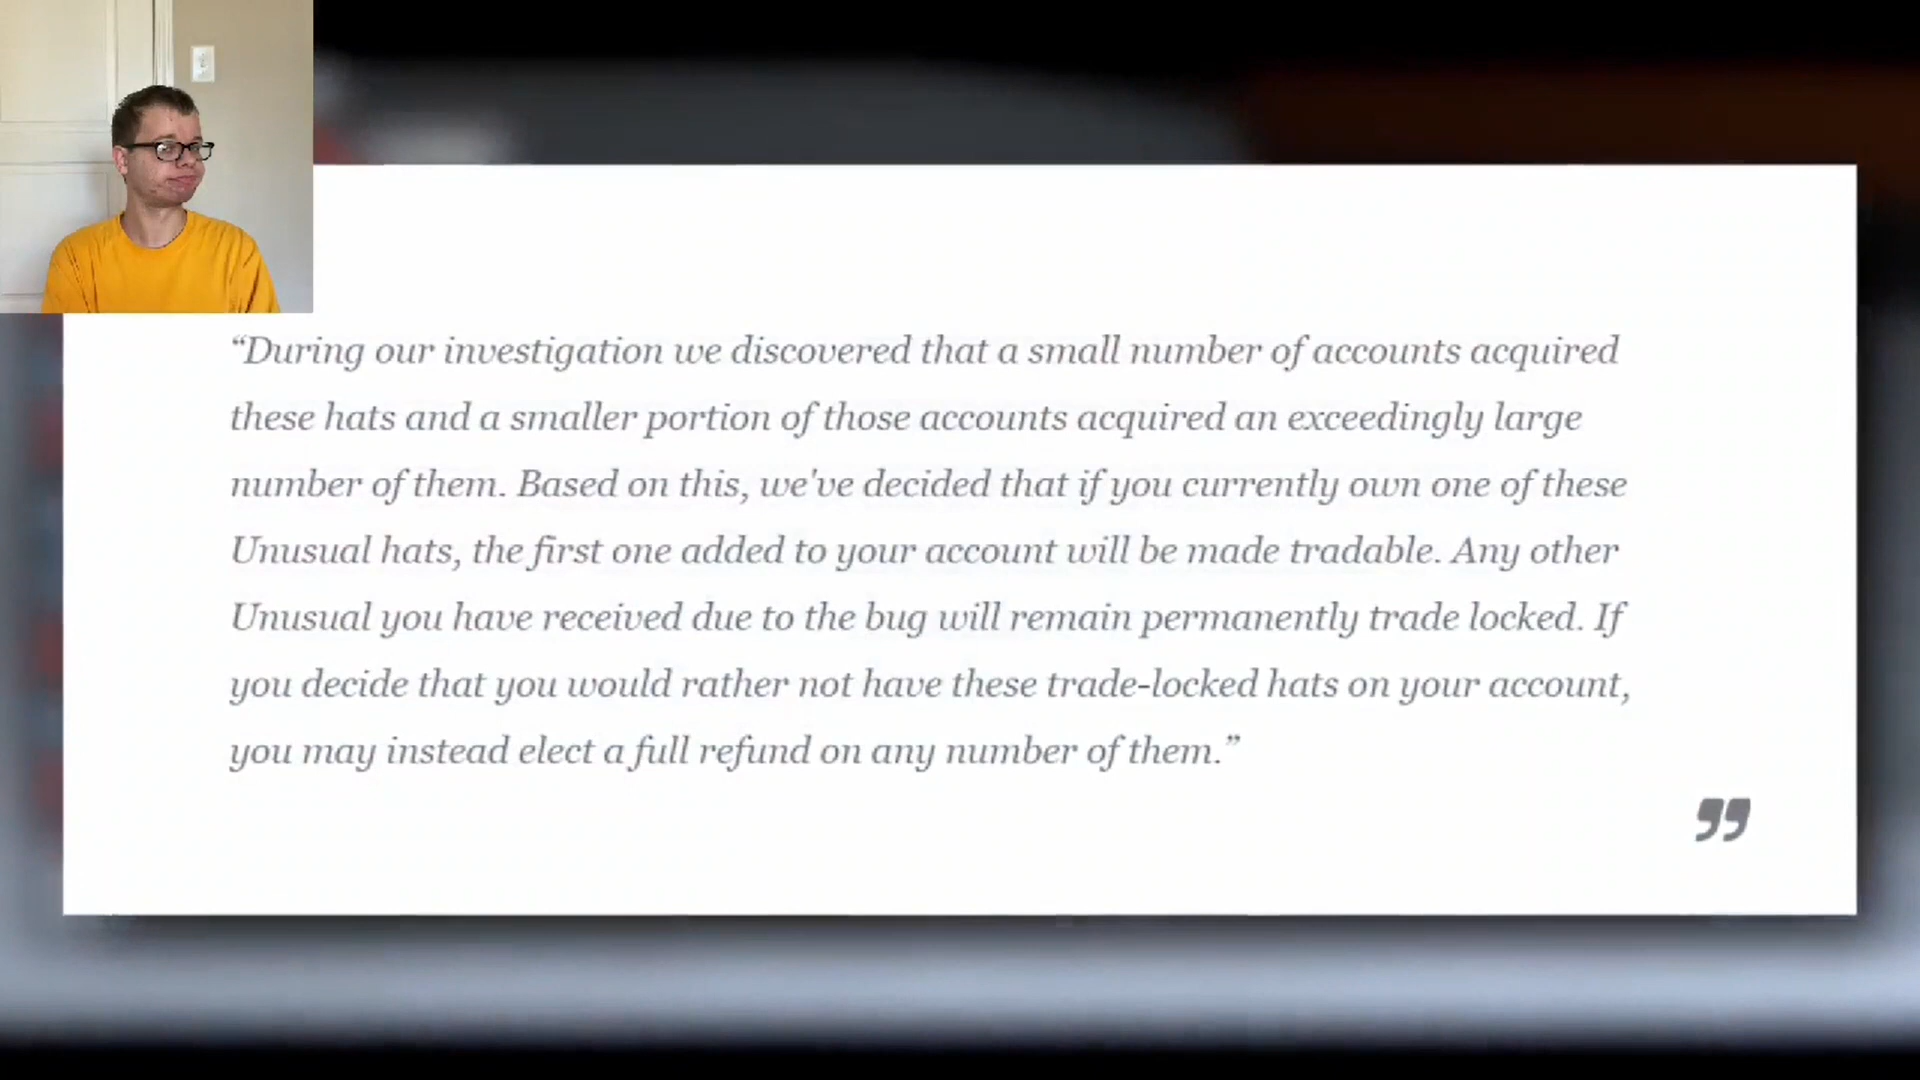 “During our investigation we discovered that a small number of accounts acquired
these hats and a smaller portion of those accounts acquired an exceedingly large
number of them. Based on this, we've decided that if you currently own one of these
Unusual hats, the first one added to your account will be made tradable. Any other
Unusual you have received due to the bug will remain permanently trade locked. If
you decide that you would rather not have these trade-locked hats on your account,
you may instead elect a full refund on any number of them.”
”